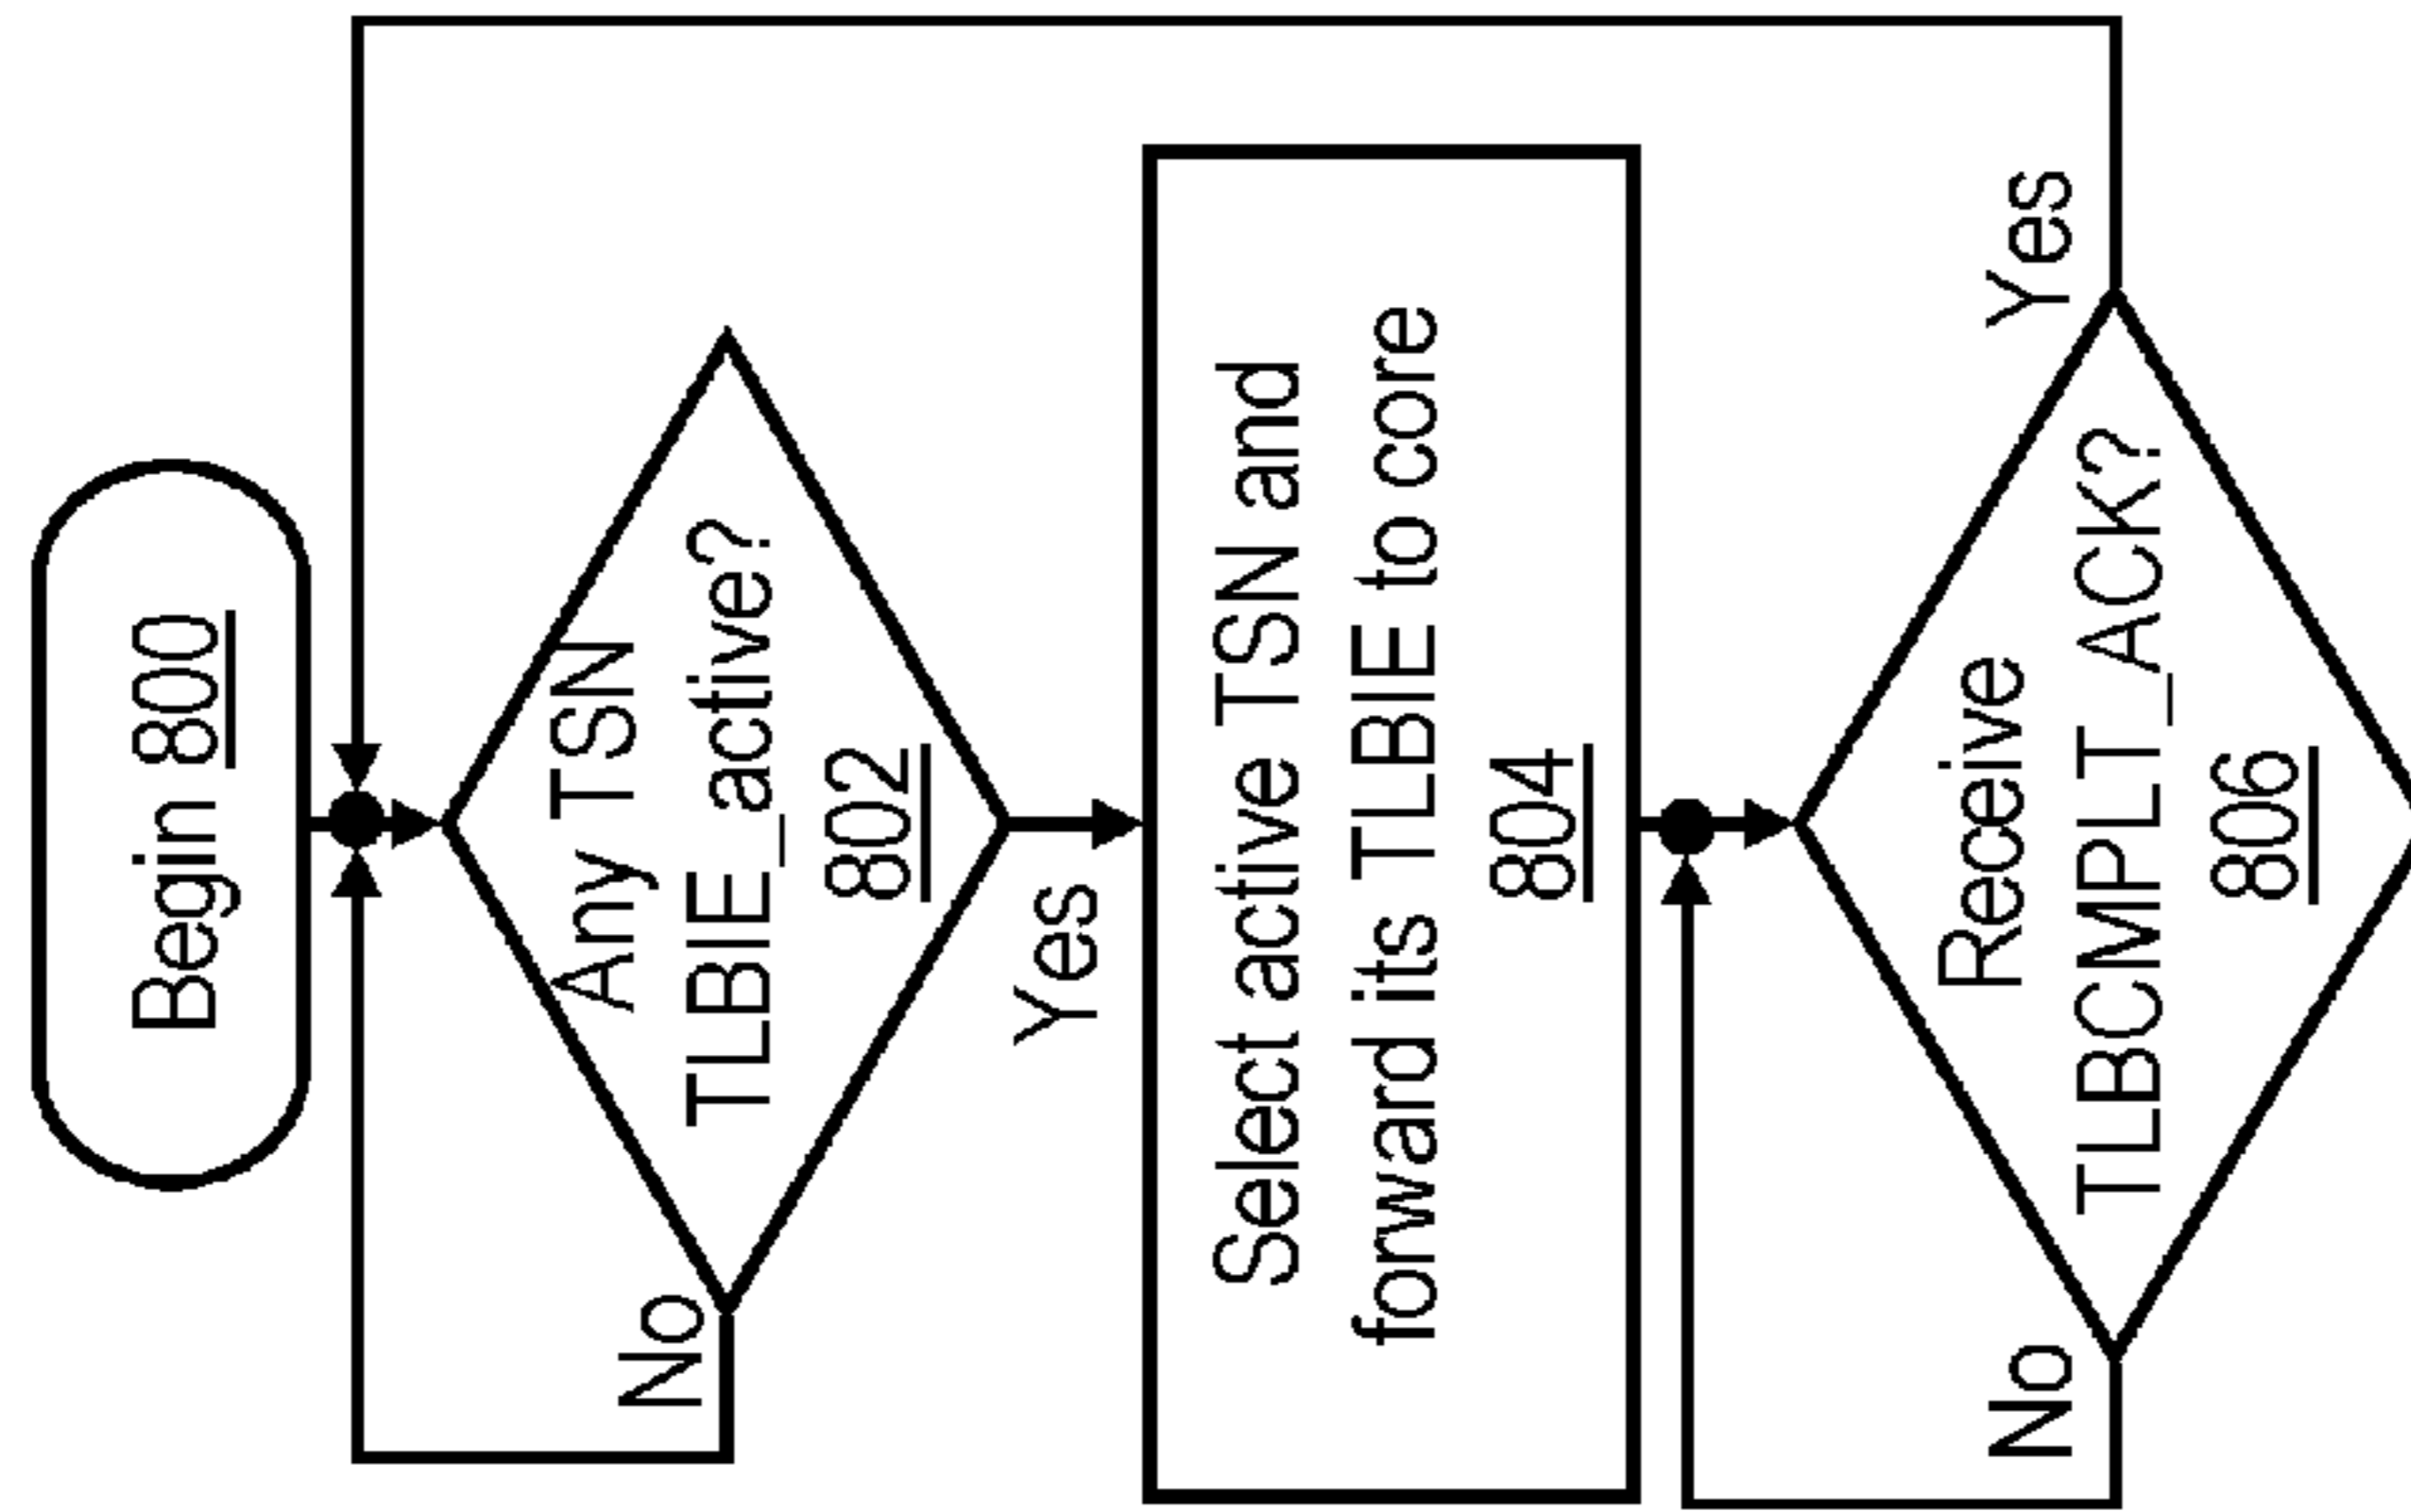 Begin 800
Any TSN
TLBIE_active?
802
No
Yes
Select active TSN and
forward its TLBIE to core
804
Receive
TLBCMPLT_ACK?
806
No
Yes